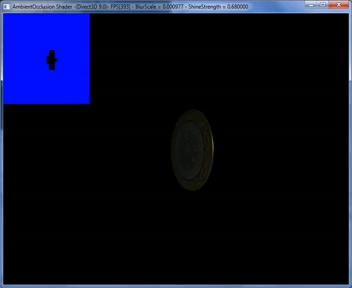 AmbientOcclusion Shader -(Direct3D 9.0)- FPS[393] - BlurScale = 0.000977 - ShineStrength = 0.680000